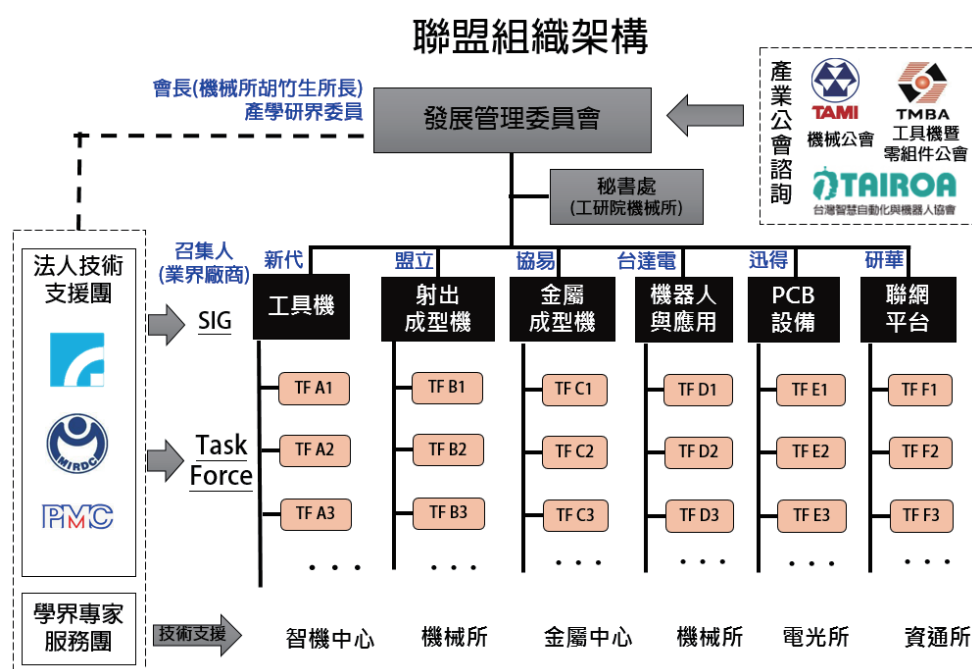 聯盟組織架構
會長(機械所胡竹生所長)
產學研界委員
發展管理委員會
產業公會諮詢
TAMI
機械公會
TMBA
工具機暨
零組件公會
TAIROA
台灣智慧自動化與機器人協會
秘書處
(工研院機械所)
法人技術
支援團
MIRDC
PMC
學界專家
服務團
召集人
(業界廠商)
新代
盟立
協易
台達電
迅得
研華
SIG
工具機
射出
成型機
金屬
成型機
機器人
與應用
PCB
設備
聯網
平台
Task
Force
TF A1
TF B1
TF C1
TF D1
TF E1
TF F1
TF A2
TF B2
TF C2
TF D2
TF E2
TF F2
TF A3
TF B3
TF C3
TF D3
TF E3
TF F3
. . .
. . .
. . .
. . .
. . .
. . .
技術支援
智機中心
機械所
金屬中心
機械所
電光所
資通所